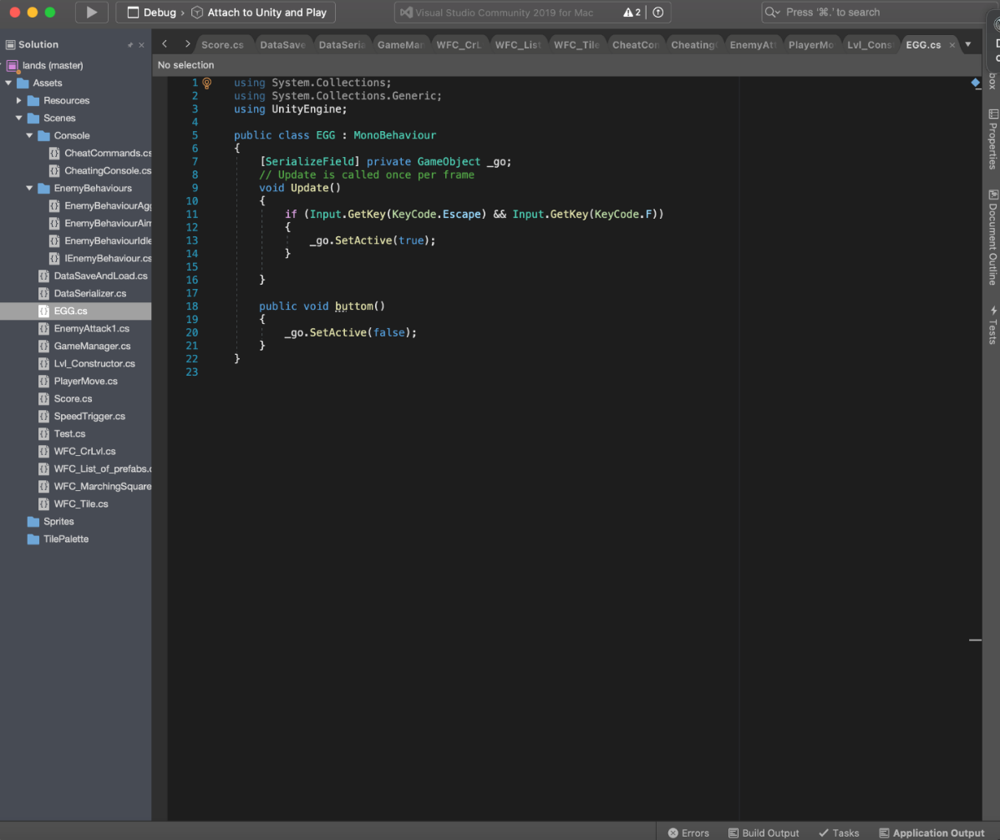 Debug › Attach to Unity and Play
Visual Studio Community 2019 for Mac
2
Press '⌘.' to search
Solution
lands (master)
Assets
Resources
Scenes
Console
CheatCommands.cs
CheatingConsole.cs
EnemyBehaviours
EnemyBehaviourAgg
EnemyBehaviourAim
EnemyBehaviourIdle
IEnemyBehaviour.cs
DataSaveAndLoad.cs
DataSerializer.cs
EGG.cs
EnemyAttack1.cs
GameManager.cs
Lvl_Constructor.cs
PlayerMove.cs
Score.cs
SpeedTrigger.cs
Test.cs
WFC_CrLvl.cs
WFC_List_of_prefabs.c
WFC_MarchingSquare
WFC_Tile.cs
Sprites
TilePalette
Score.cs DataSave DataSeria GameMan WFC_CrL WFC_List WFC_Tile CheatCom Cheating EnemyAtt PlayerMo Lvl_Cons EGG.cs
No selection
1 using System.Collections;
2 using System.Collections.Generic;
3 using UnityEngine;
4
5 public class EGG : MonoBehaviour
6 {
7 [SerializeField] private GameObject _go;
8 // Update is called once per frame
9 void Update()
10 {
11 if (Input.GetKey(KeyCode.Escape) && Input.GetKey(KeyCode.F))
12 {
13 _go.SetActive(true);
14 }
15
16 }
17
18 public void buttom()
19 {
20 _go.SetActive(false);
21 }
22 }
23
box
Properties
Document Outline
Tests
Errors
Build Output
Tasks
Application Output